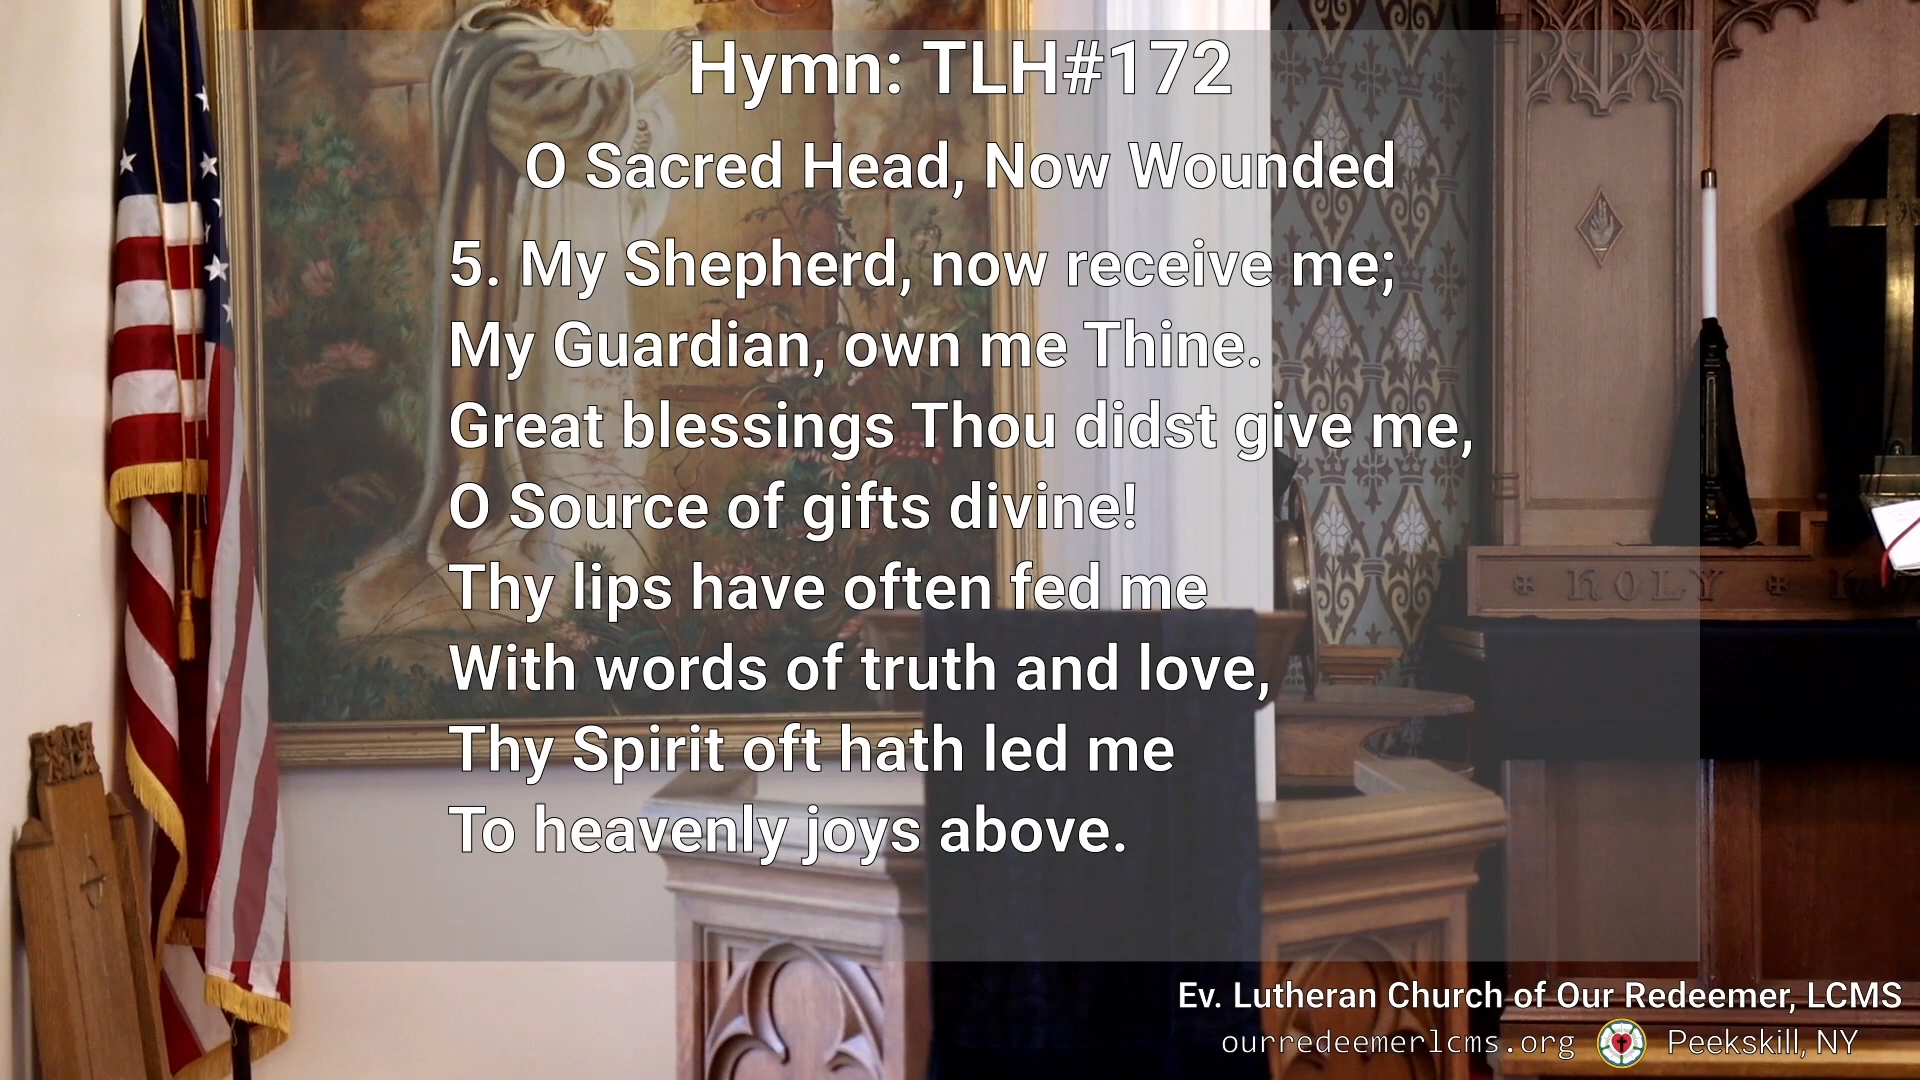 Hymn: TLH#172
O Sacred Head, Now Wounded
5. My Shepherd, now receive me;
My Guardian, own me Thine.
Great blessings Thou didst give me,
O Source of gifts divine!
Thy lips have often fed me
With words of truth and love,
Thy Spirit oft hath led me
To heavenly joys above.
HOLY
Ev. Lutheran Church of Our Redeemer, LCMS
ourredeemerlcms.org Peekskill, NY